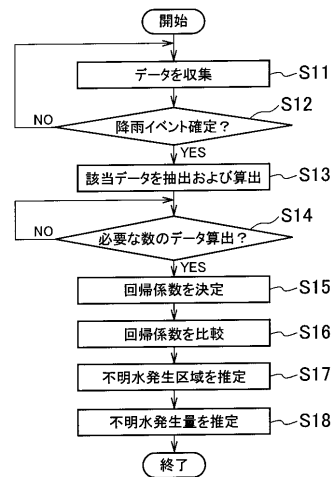 開始
データを収集
S11
降雨イベント確定？
S12
NO
YES
該当データを抽出および算出
S13
必要な数のデータ算出？
S14
NO
YES
回帰係数を決定
S15
回帰係数を比較
S16
不明水発生区域を推定
S17
不明水発生量を推定
S18
終了